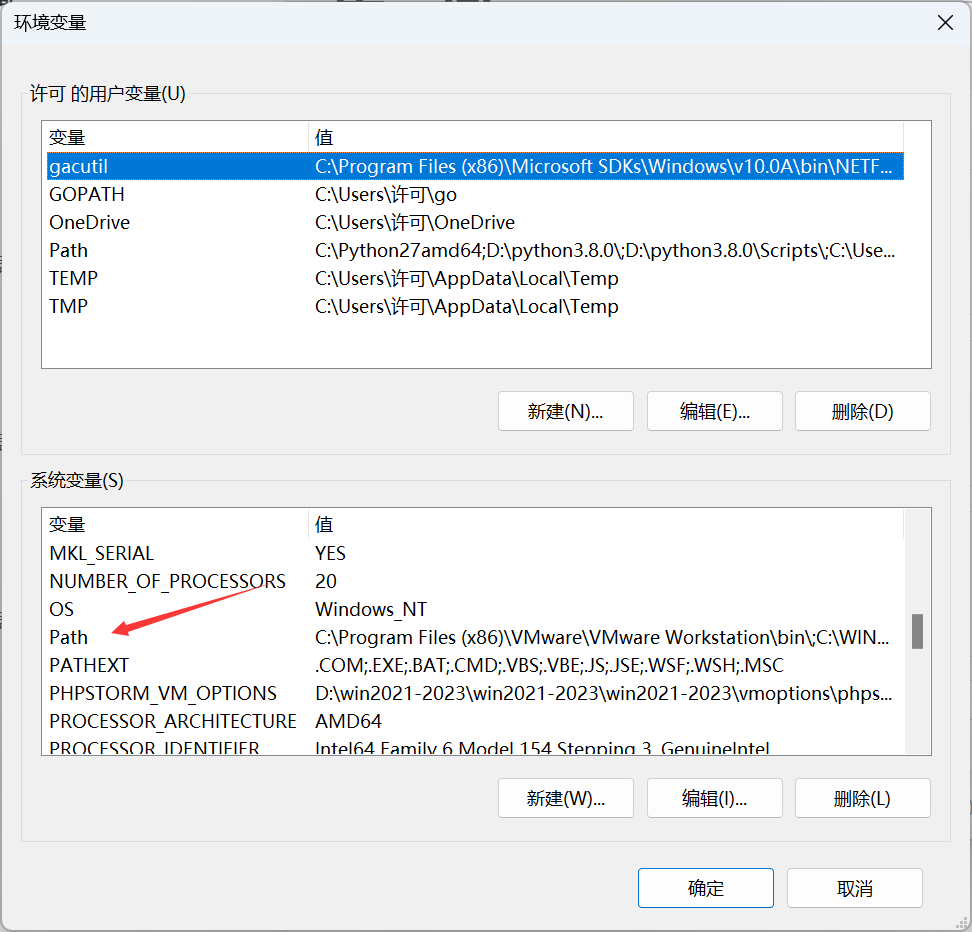 环境变量
许可 的用户变量(U)
变量 值
gacutil C:\Program Files (x86)\Microsoft SDKs\Windows\v10.0A\bin\NETF...
GOPATH C:\Users\许可\go
OneDrive C:\Users\许可\OneDrive
Path C:\Python27amd64;D:\python3.8.0\;D:\python3.8.0\Scripts\;C:\Use...
TEMP C:\Users\许可\AppData\Local\Temp
TMP C:\Users\许可\AppData\Local\Temp
新建(N)... 编辑(E)... 删除(D)
系统变量(S)
变量 值
MKL_SERIAL YES
NUMBER_OF_PROCESSORS 20
OS Windows_NT
Path C:\Program Files (x86)\VMware\VMware Workstation\bin\;C:\WIN...
PATHEXT .COM;.EXE;.BAT;.CMD;.VBS;.VBE;.JS;.JSE;.WSF;.WSH;.MSC
PHPSTORM_VM_OPTIONS D:\win2021-2023\win2021-2023\win2021-2023\vmoptions\phps...
PROCESSOR_ARCHITECTURE AMD64
PROCESSOR_IDENTIFIER Intel64 Family 6 Model 154 Stepping 3, GenuineIntel
新建(W)... 编辑(I)... 删除(L)
确定 取消